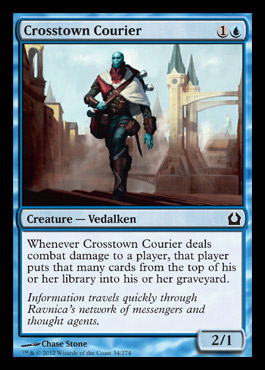 Crosstown Courier 1
Creature — Vedalken
Whenever Crosstown Courier deals
combat damage to a player, that player
puts that many cards from the top of his
or her library into his or her graveyard.
Information travels quickly through
Ravnica's network of messengers and
thought agents.
2/1
Chase Stone
™ & © 2012 Wizards of the Coast 34/274